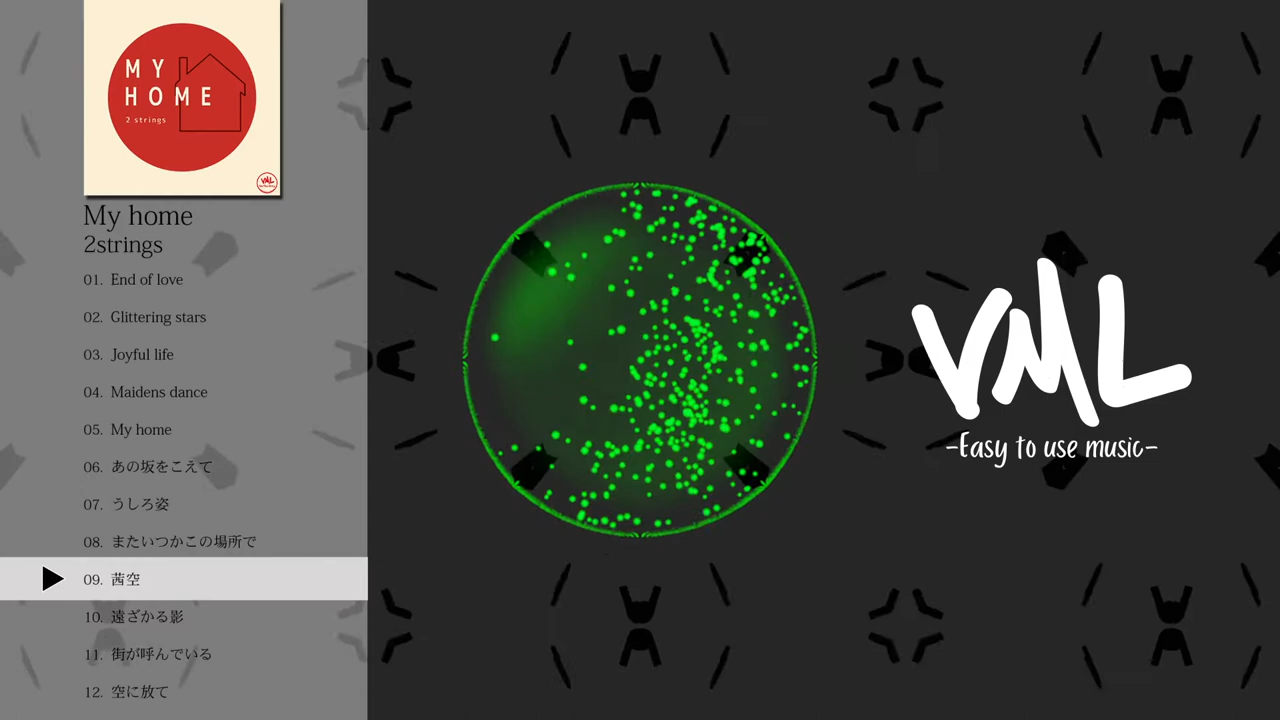 MY
HOME
2 strings
VML
My home
2strings
01. End of love
02. Glittering stars
03. Joyful life
04. Maidens dance
05. My home
06. あの坂をこえて
07. うしろ姿
08. またいつかこの場所で
09. 茜空
10. 遠ざかる影
11. 街が呼んでいる
12. 空に放て
VML
-Easy to use music-